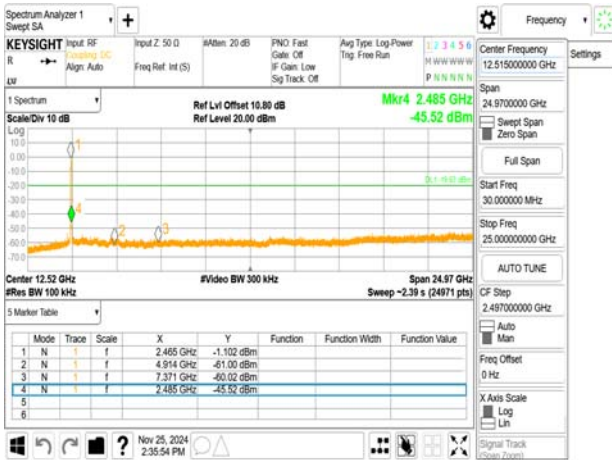 Spectrum Analyzer 1
Swept SA
Frequency
Settings
KEYSIGHT
R
Input: RF
Coupling: DC
Align: Auto
Input Z: 50 Ω
Freq Ref: Int (S)
#Atten: 20 dB
PNO: Fast
Gate: Off
IF Gain: Low
Sig Track: Off
Avg Type: Log-Power
Trig: Free Run
1 2 3 4 5 6
M W W W W W
P N N N N N
1 Spectrum
Scale/Div 10 dB
Ref Lvl Offset 10.80 dB
Ref Level 20.00 dBm
Mkr4 2.485 GHz
-45.52 dBm
Log
10.0
0.00
-10.0
-20.0
-30.0
-40.0
-50.0
-60.0
-70.0
1
4
2
3
Center 12.52 GHz
#Res BW 100 kHz
#Video BW 300 kHz
Span 24.97 GHz
Sweep ~2.39 s (24971 pts)
5 Marker Table
Mode Trace Scale X Y Function Function Width Function Value
1 N 1 f 2.465 GHz -1.102 dBm
2 N 1 f 4.914 GHz -61.00 dBm
3 N 1 f 7.371 GHz -60.02 dBm
4 N 1 f 2.485 GHz -45.52 dBm
5
6
Nov 25, 2024
2:35:54 PM
Center Frequency
12.515000000 GHz
Span
24.9700000 GHz
Swept Span
Zero Span
Full Span
Start Freq
30.000000 MHz
Stop Freq
25.000000000 GHz
AUTO TUNE
CF Step
2.497000000 GHz
Auto
Man
Freq Offset
0 Hz
X Axis Scale
Log
Lin
Signal Track
(Span Zoom)